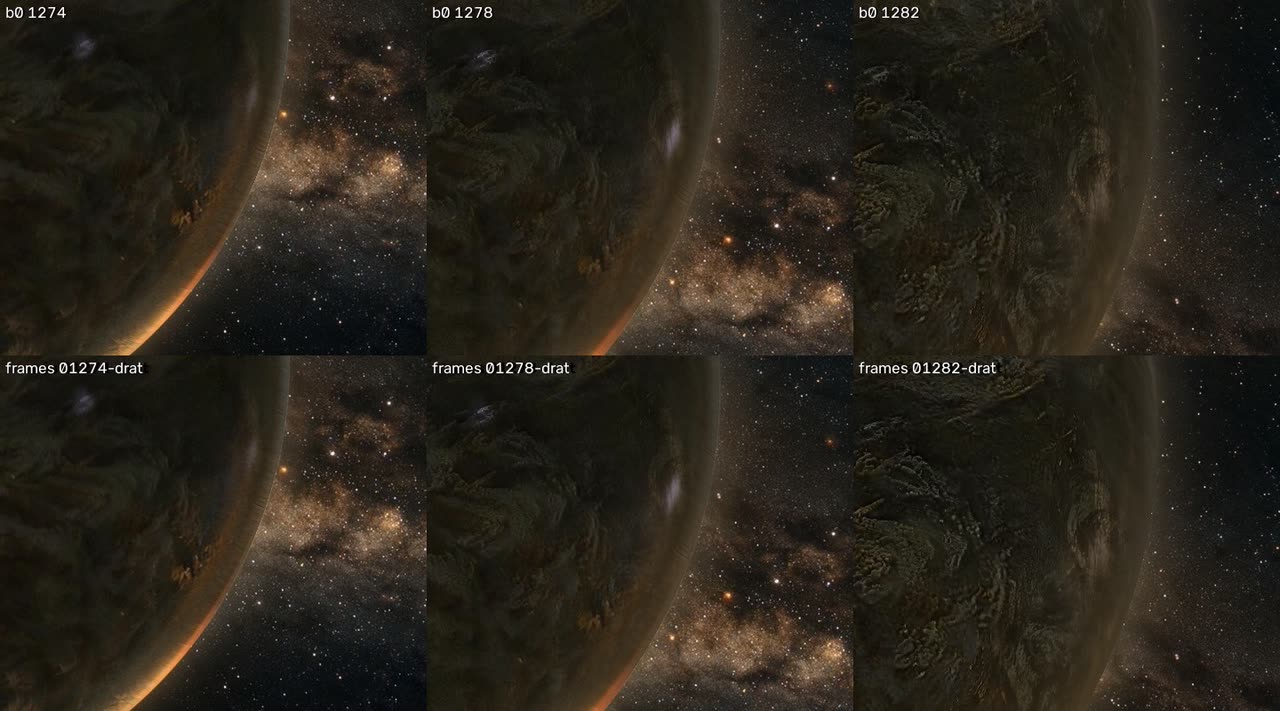 b0 1274
b0 1278
b0 1282
frames 01274-drat
frames 01278-drat
frames 01282-drat